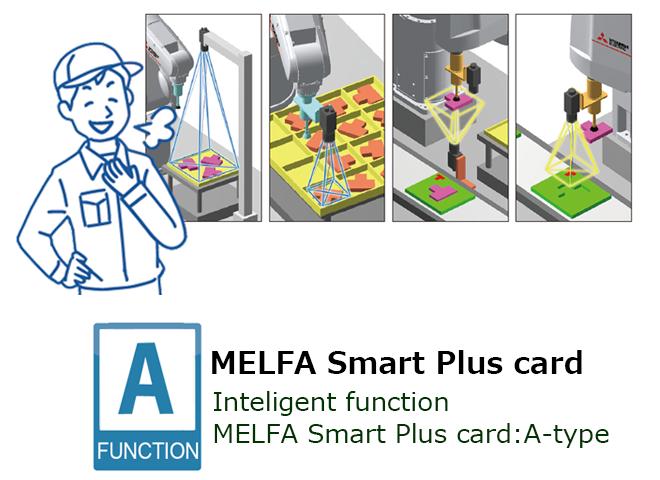 A
FUNCTION
MELFA Smart Plus card
Inteligent function
MELFA Smart Plus card:A-type